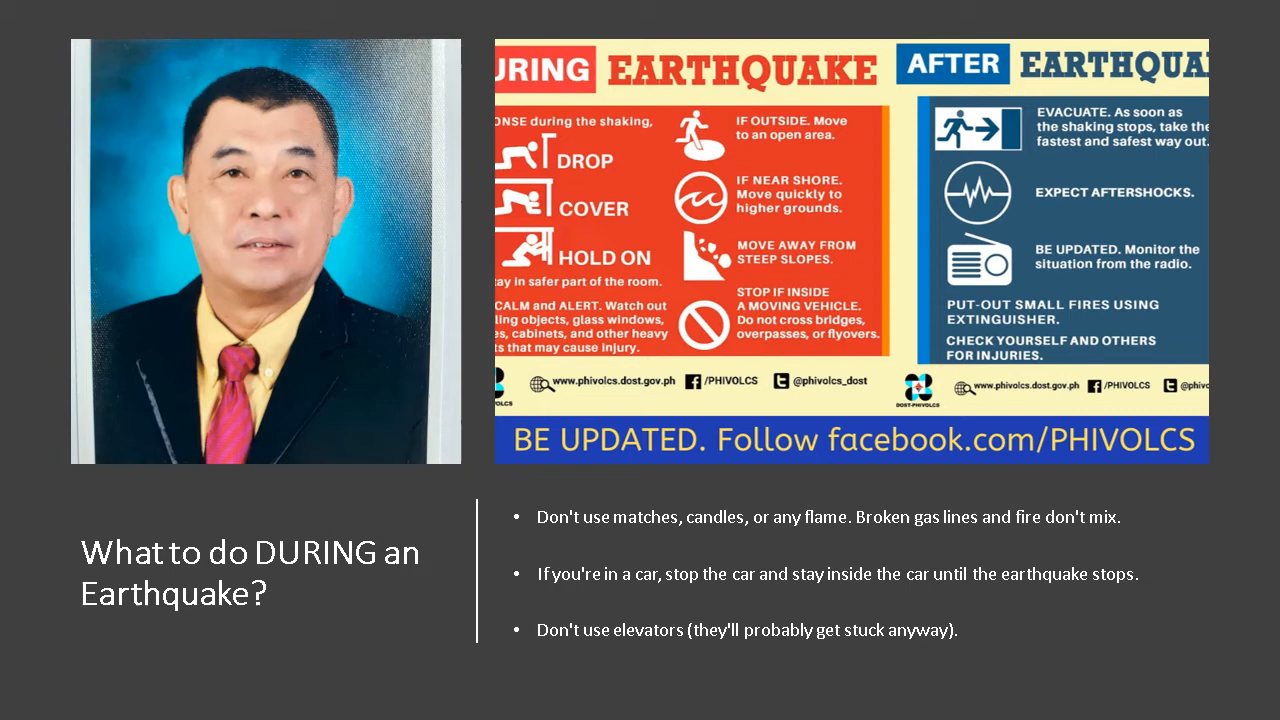 URING EARTHQUAKE
ONSE during the shaking,
DROP
COVER
HOLD ON
tay in safer part of the room.
CALM and ALERT. Watch out
ling objects, glass windows,
es, cabinets, and other heavy
ts that may cause injury.
IF OUTSIDE. Move
to an open area.
IF NEAR SHORE.
Move quickly to
higher grounds.
MOVE AWAY FROM
STEEP SLOPES.
STOP IF INSIDE
A MOVING VEHICLE.
Do not cross bridges,
overpasses, or flyovers.
VOLCS
www.phivolcs.dost.gov.ph /PHIVOLCS @phivolcs_dost
AFTER EARTHQUA
EVACUATE. As soon as
the shaking stops, take the
fastest and safest way out.
EXPECT AFTERSHOCKS.
BE UPDATED. Monitor the
situation from the radio.
PUT-OUT SMALL FIRES USING
EXTINGUISHER.
CHECK YOURSELF AND OTHERS
FOR INJURIES.
DOST-PHIVOLCS
www.phivolcs.dost.gov.ph /PHIVOLCS @phivo
BE UPDATED. Follow facebook.com/PHIVOLCS
What to do DURING an
Earthquake?
• Don't use matches, candles, or any flame. Broken gas lines and fire don't mix.
• If you're in a car, stop the car and stay inside the car until the earthquake stops.
• Don't use elevators (they'll probably get stuck anyway).